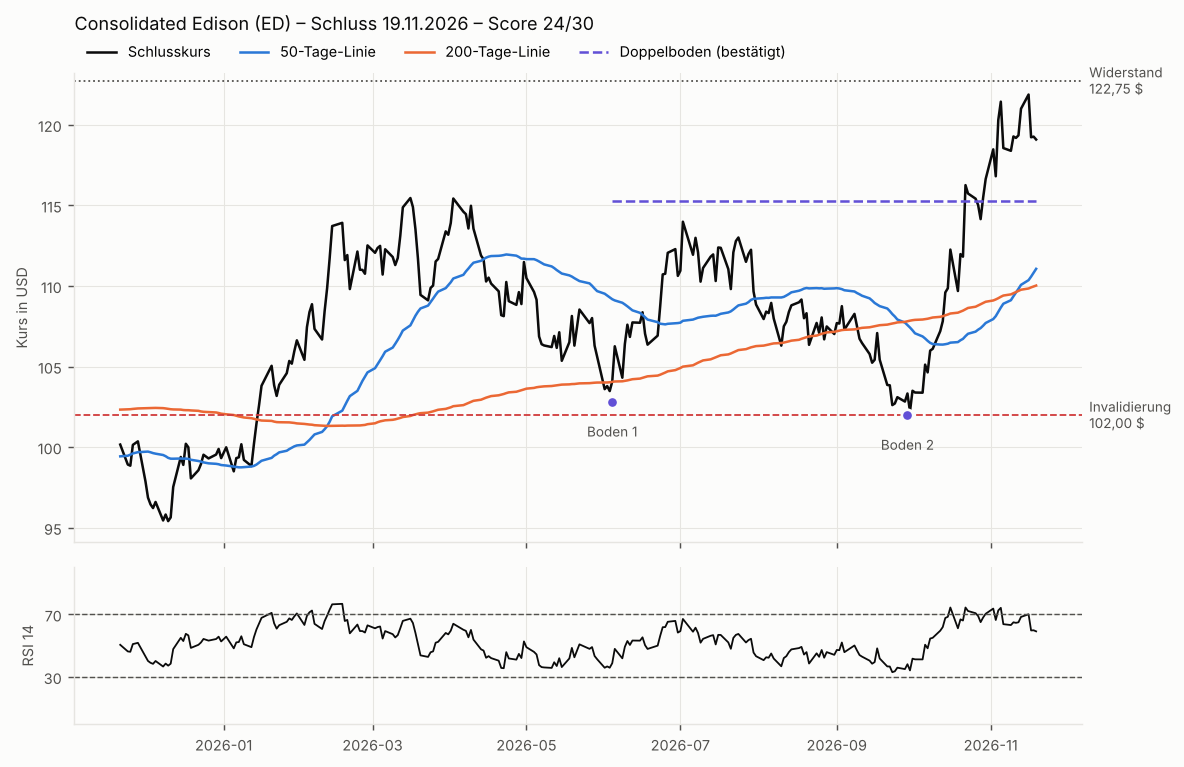 Consolidated Edison (ED) – Schluss 19.11.2026 – Score 24/30
Schlusskurs
50-Tage-Linie
200-Tage-Linie
Doppelboden (bestätigt)
Widerstand
122,75 $
120
115
110
105
100
95
Kurs in USD
Invalidierung
102,00 $
Boden 1
Boden 2
70
30
RSI 14
2026-01
2026-03
2026-05
2026-07
2026-09
2026-11